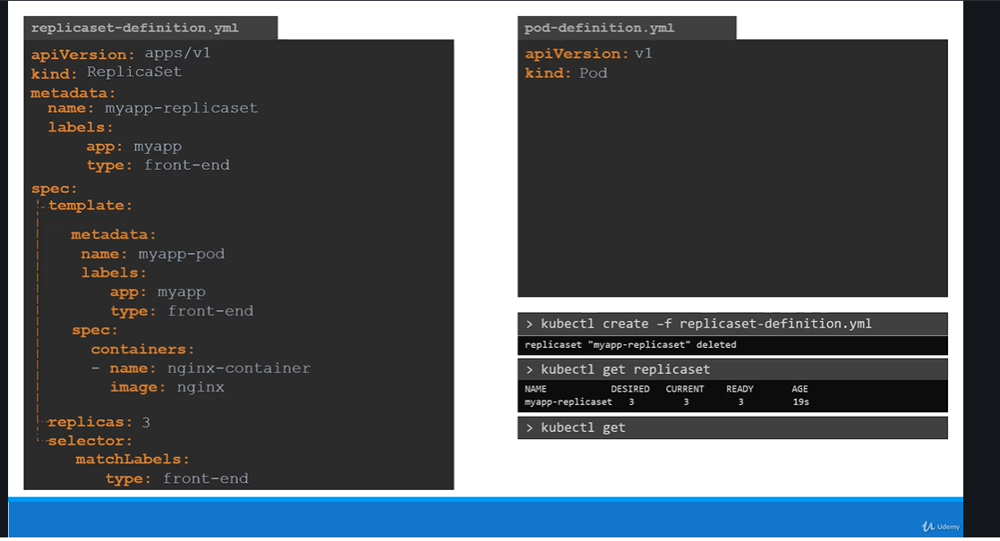 replicaset-definition.yml
apiVersion: apps/v1
kind: ReplicaSet
metadata:
name: myapp-replicaset
labels:
app: myapp
type: front-end
spec:
template:
metadata:
name: myapp-pod
labels:
app: myapp
type: front-end
spec:
containers:
- name: nginx-container
image: nginx
replicas: 3
selector:
matchLabels:
type: front-end
pod-definition.yml
apiVersion: v1
kind: Pod
> kubectl create –f replicaset-definition.yml
replicaset "myapp-replicaset" deleted
> kubectl get replicaset
NAME DESIRED CURRENT READY AGE
myapp-replicaset 3 3 3 19s
> kubectl get
Udemy